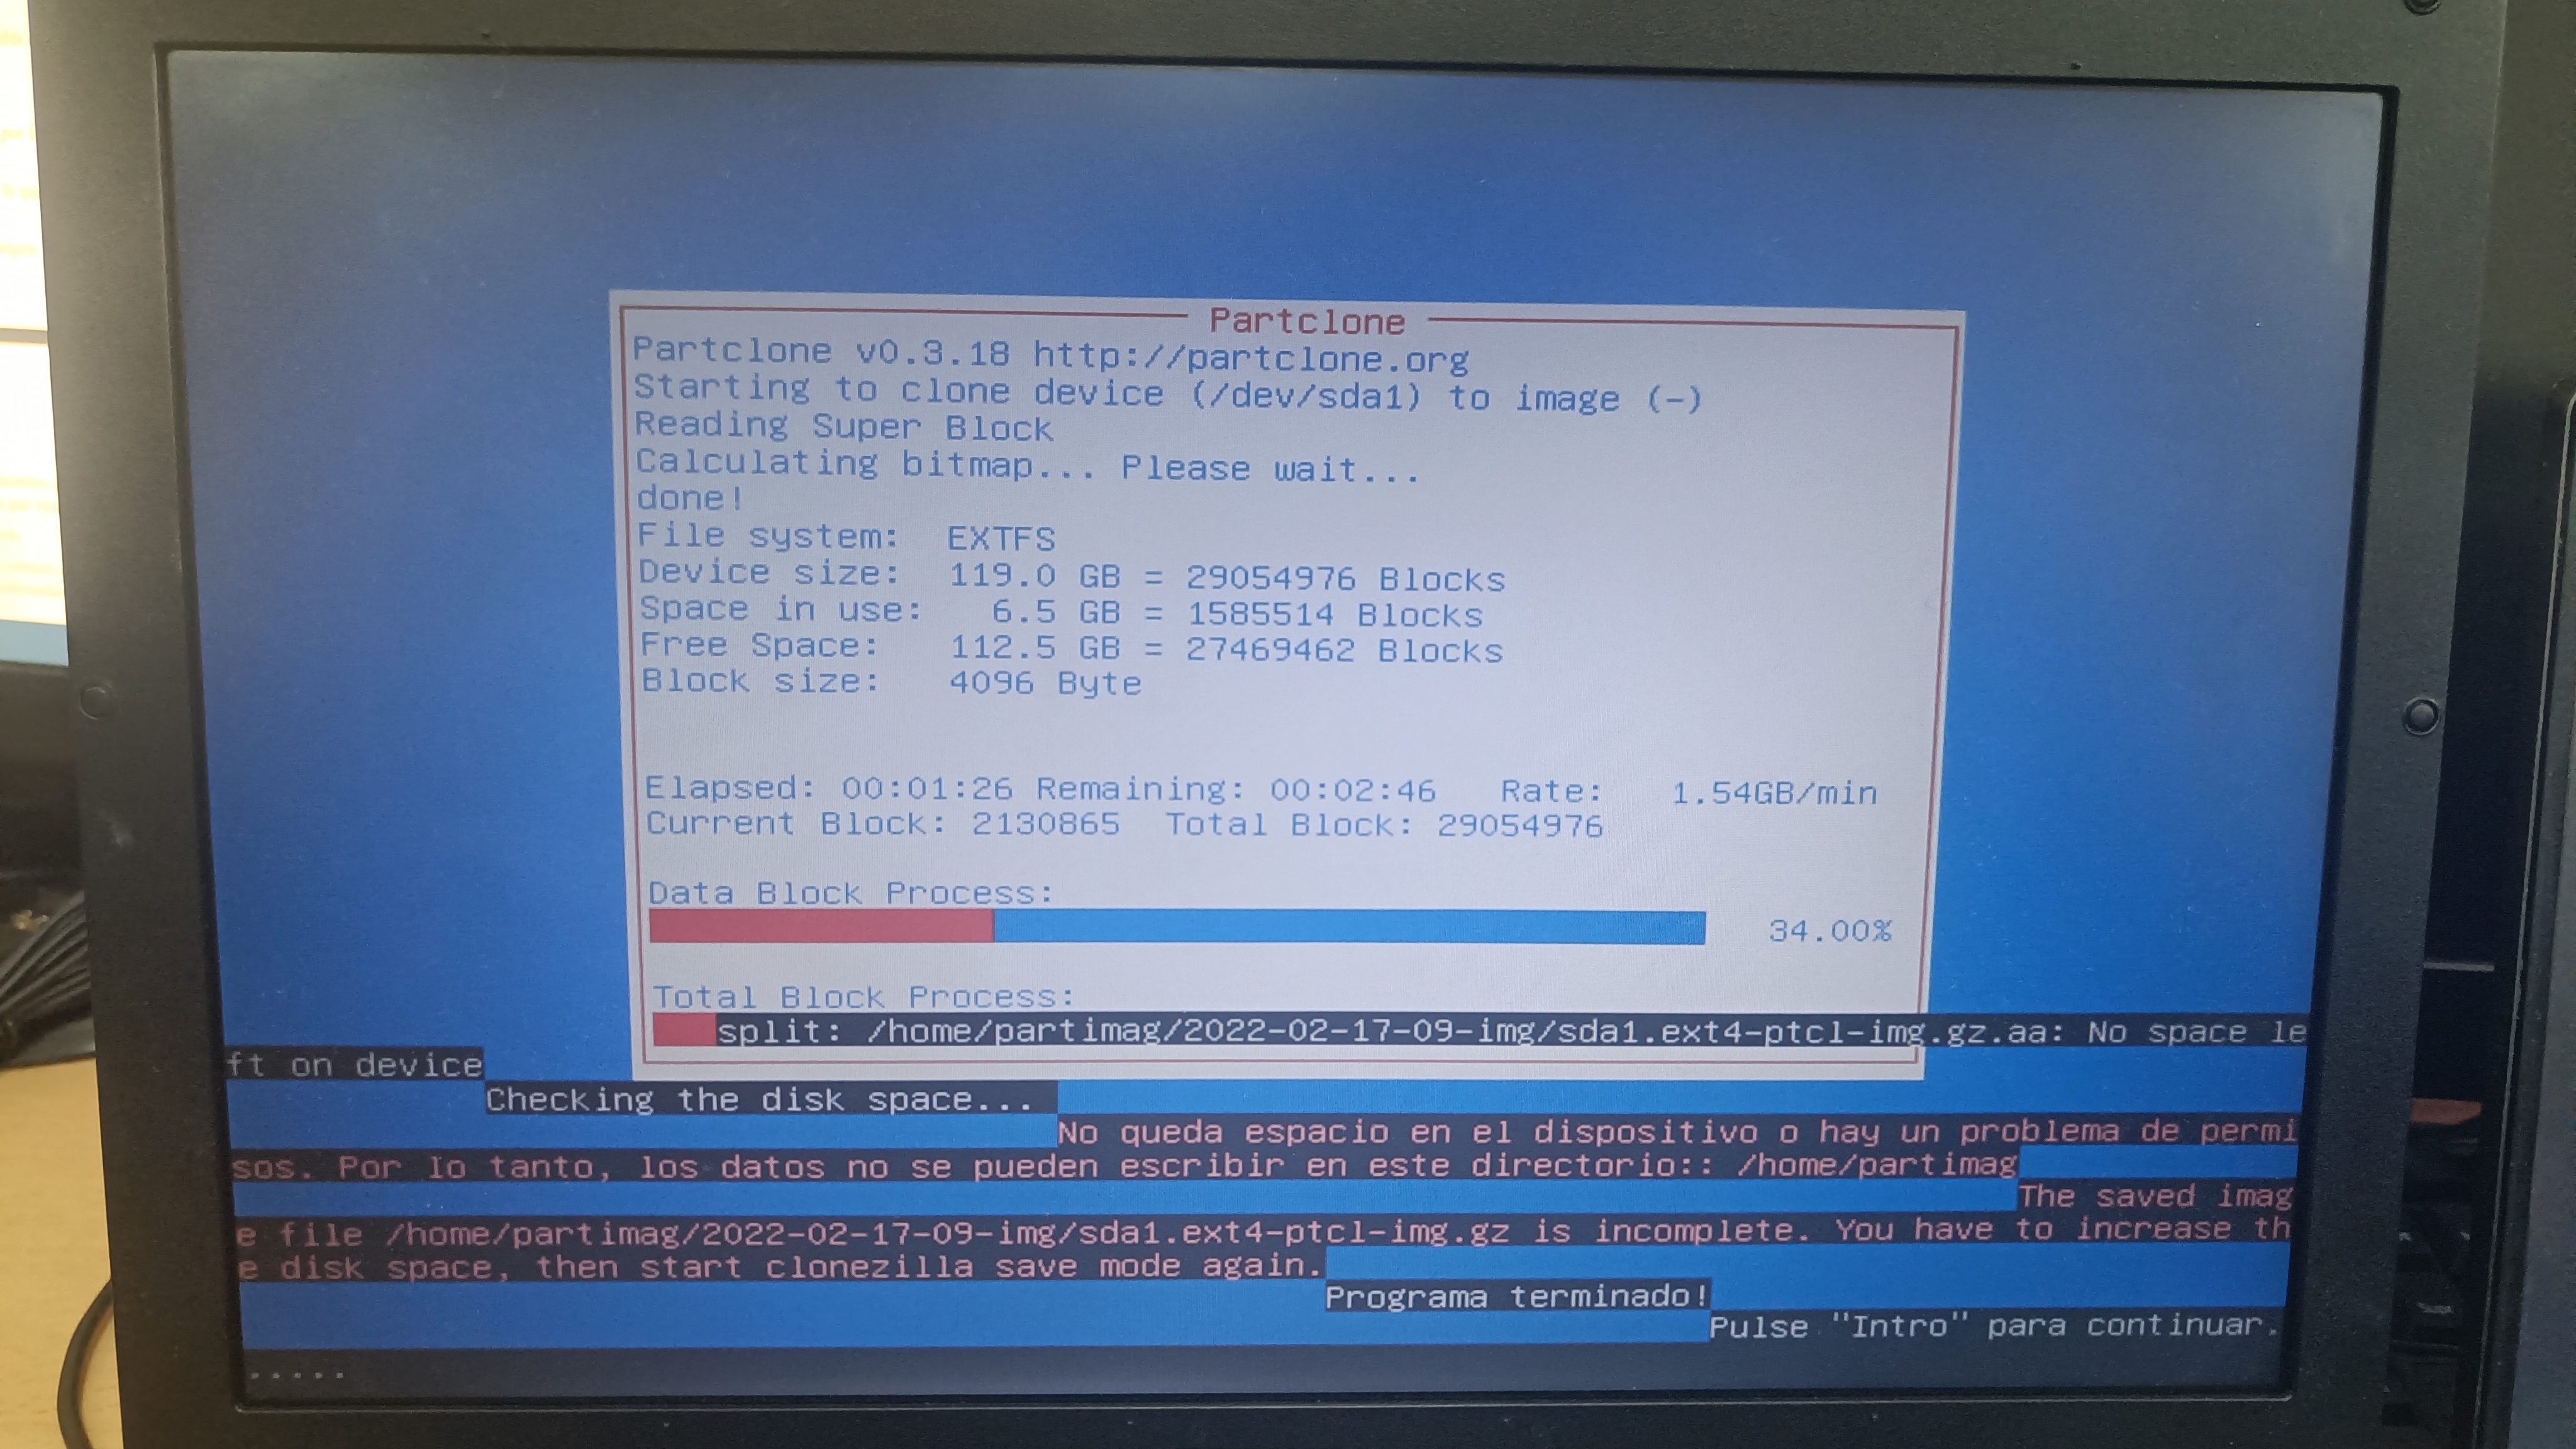 Partclone
Partclone v0.3.18 http://partclone.org
Starting to clone device (/dev/sda1) to image (-)
Reading Super Block
Calculating bitmap... Please wait...
done!
File system:  EXTFS
Device size:  119.0 GB = 29054976 Blocks
Space in use:   6.5 GB = 1585514 Blocks
Free Space:   112.5 GB = 27469462 Blocks
Block size:   4096 Byte
Elapsed: 00:01:26 Remaining: 00:02:46   Rate:   1.54GB/min
Current Block: 2130865  Total Block: 29054976
Data Block Process:
34.00%
Total Block Process:
split: /home/partimag/2022-02-17-09-img/sda1.ext4-ptcl-img.gz.aa: No space le
ft on device
Checking the disk space...
No queda espacio en el dispositivo o hay un problema de permi
sos. Por lo tanto, los datos no se pueden escribir en este directorio:: /home/partimag
The saved imag
e file /home/partimag/2022-02-17-09-img/sda1.ext4-ptcl-img.gz is incomplete. You have to increase th
e disk space, then start clonezilla save mode again.
Programa terminado!
Pulse "Intro" para continuar.
.....